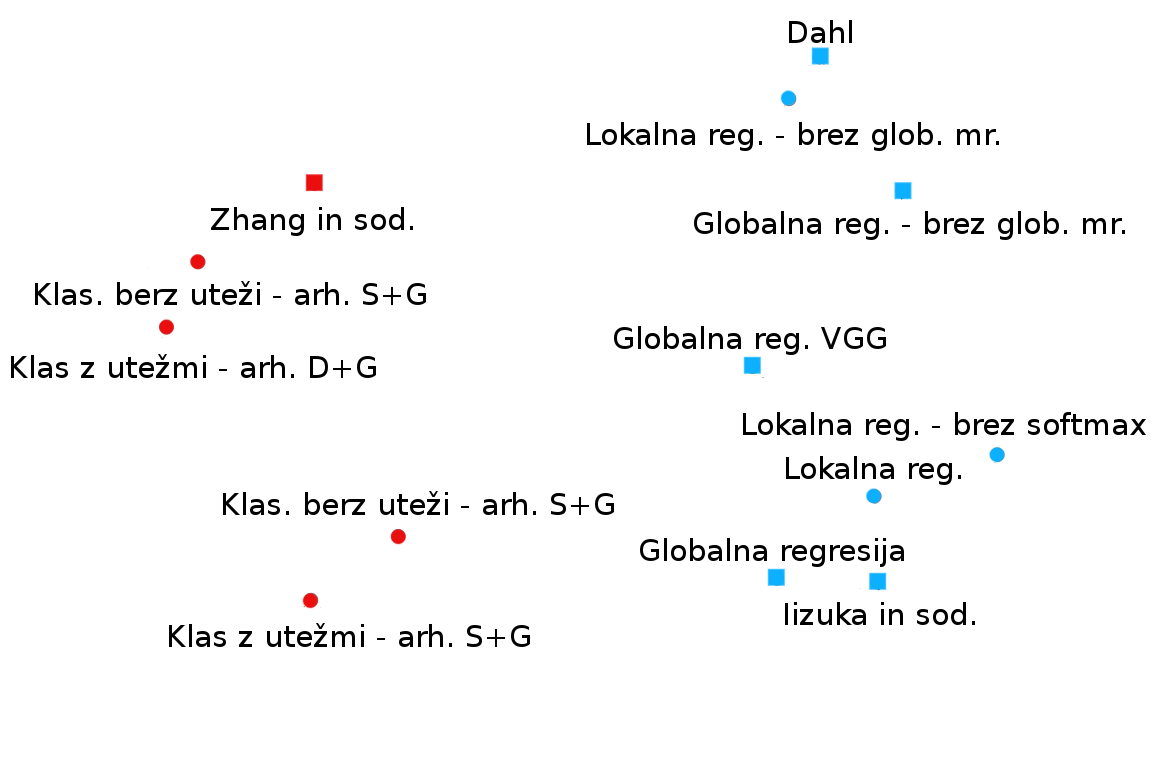 Dahl
Lokalna reg. - brez glob. mr.
Zhang in sod.
Globalna reg. - brez glob. mr.
Klas. berz uteži - arh. S+G
Globalna reg. VGG
Klas z utežmi - arh. D+G
Lokalna reg. - brez softmax
Lokalna reg.
Klas. berz uteži - arh. S+G
Globalna regresija
Iizuka in sod.
Klas z utežmi - arh. S+G